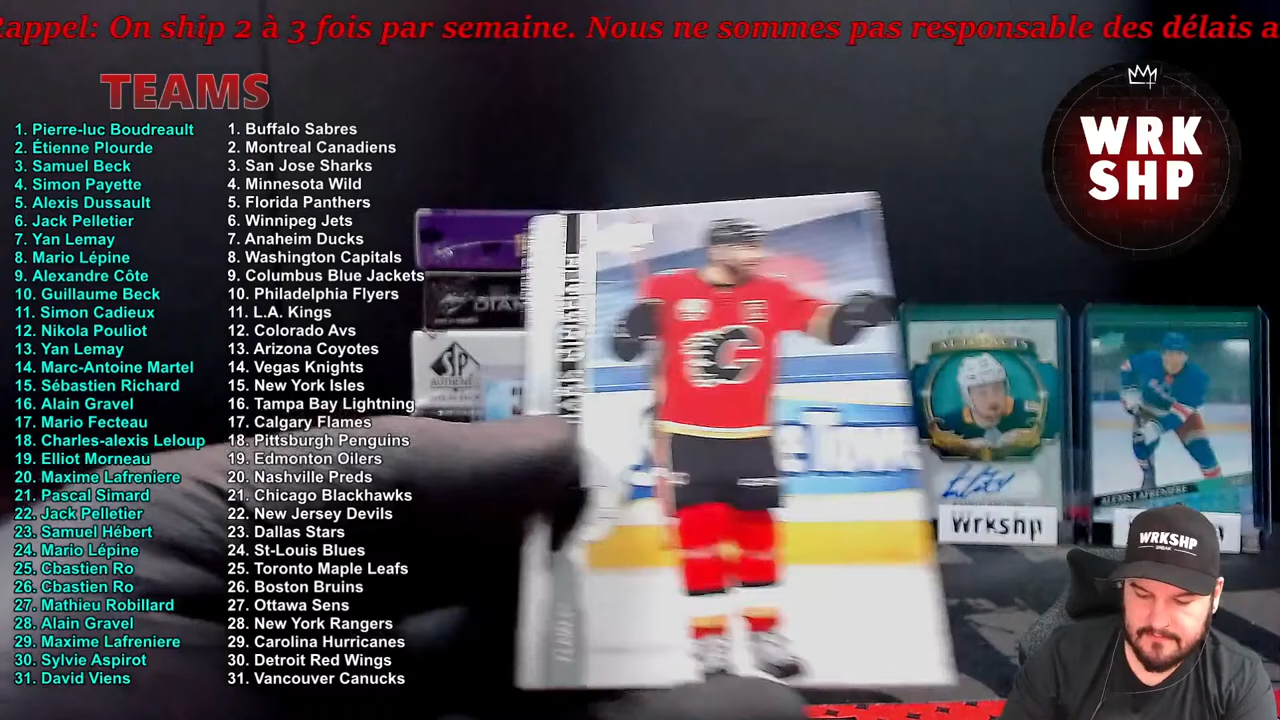 Rappel: On ship 2 à 3 fois par semaine. Nous ne sommes pas responsable des délais a
TEAMS
1. Pierre-luc Boudreault
2. Étienne Plourde
3. Samuel Beck
4. Simon Payette
5. Alexis Dussault
6. Jack Pelletier
7. Yan Lemay
8. Mario Lépine
9. Alexandre Côte
10. Guillaume Beck
11. Simon Cadieux
12. Nikola Pouliot
13. Yan Lemay
14. Marc-Antoine Martel
15. Sébastien Richard
16. Alain Gravel
17. Mario Fecteau
18. Charles-alexis Leloup
19. Elliot Morneau
20. Maxime Lafreniere
21. Pascal Simard
22. Jack Pelletier
23. Samuel Hébert
24. Mario Lépine
25. Cbastien Ro
26. Cbastien Ro
27. Mathieu Robillard
28. Alain Gravel
29. Maxime Lafreniere
30. Sylvie Aspirot
31. David Viens
1. Buffalo Sabres
2. Montreal Canadiens
3. San Jose Sharks
4. Minnesota Wild
5. Florida Panthers
6. Winnipeg Jets
7. Anaheim Ducks
8. Washington Capitals
9. Columbus Blue Jackets
10. Philadelphia Flyers
11. L.A. Kings
12. Colorado Avs
13. Arizona Coyotes
14. Vegas Knights
15. New York Isles
16. Tampa Bay Lightning
17. Calgary Flames
18. Pittsburgh Penguins
19. Edmonton Oilers
20. Nashville Preds
21. Chicago Blackhawks
22. New Jersey Devils
23. Dallas Stars
24. St-Louis Blues
25. Toronto Maple Leafs
26. Boston Bruins
27. Ottawa Sens
28. New York Rangers
29. Carolina Hurricanes
30. Detroit Red Wings
31. Vancouver Canucks
WRK
SHP
SP
AUTHENTIC
ARTIFACTS
Wrkshp
ALEXIS LAFRENIÈRE
WRKSHP
BREAK